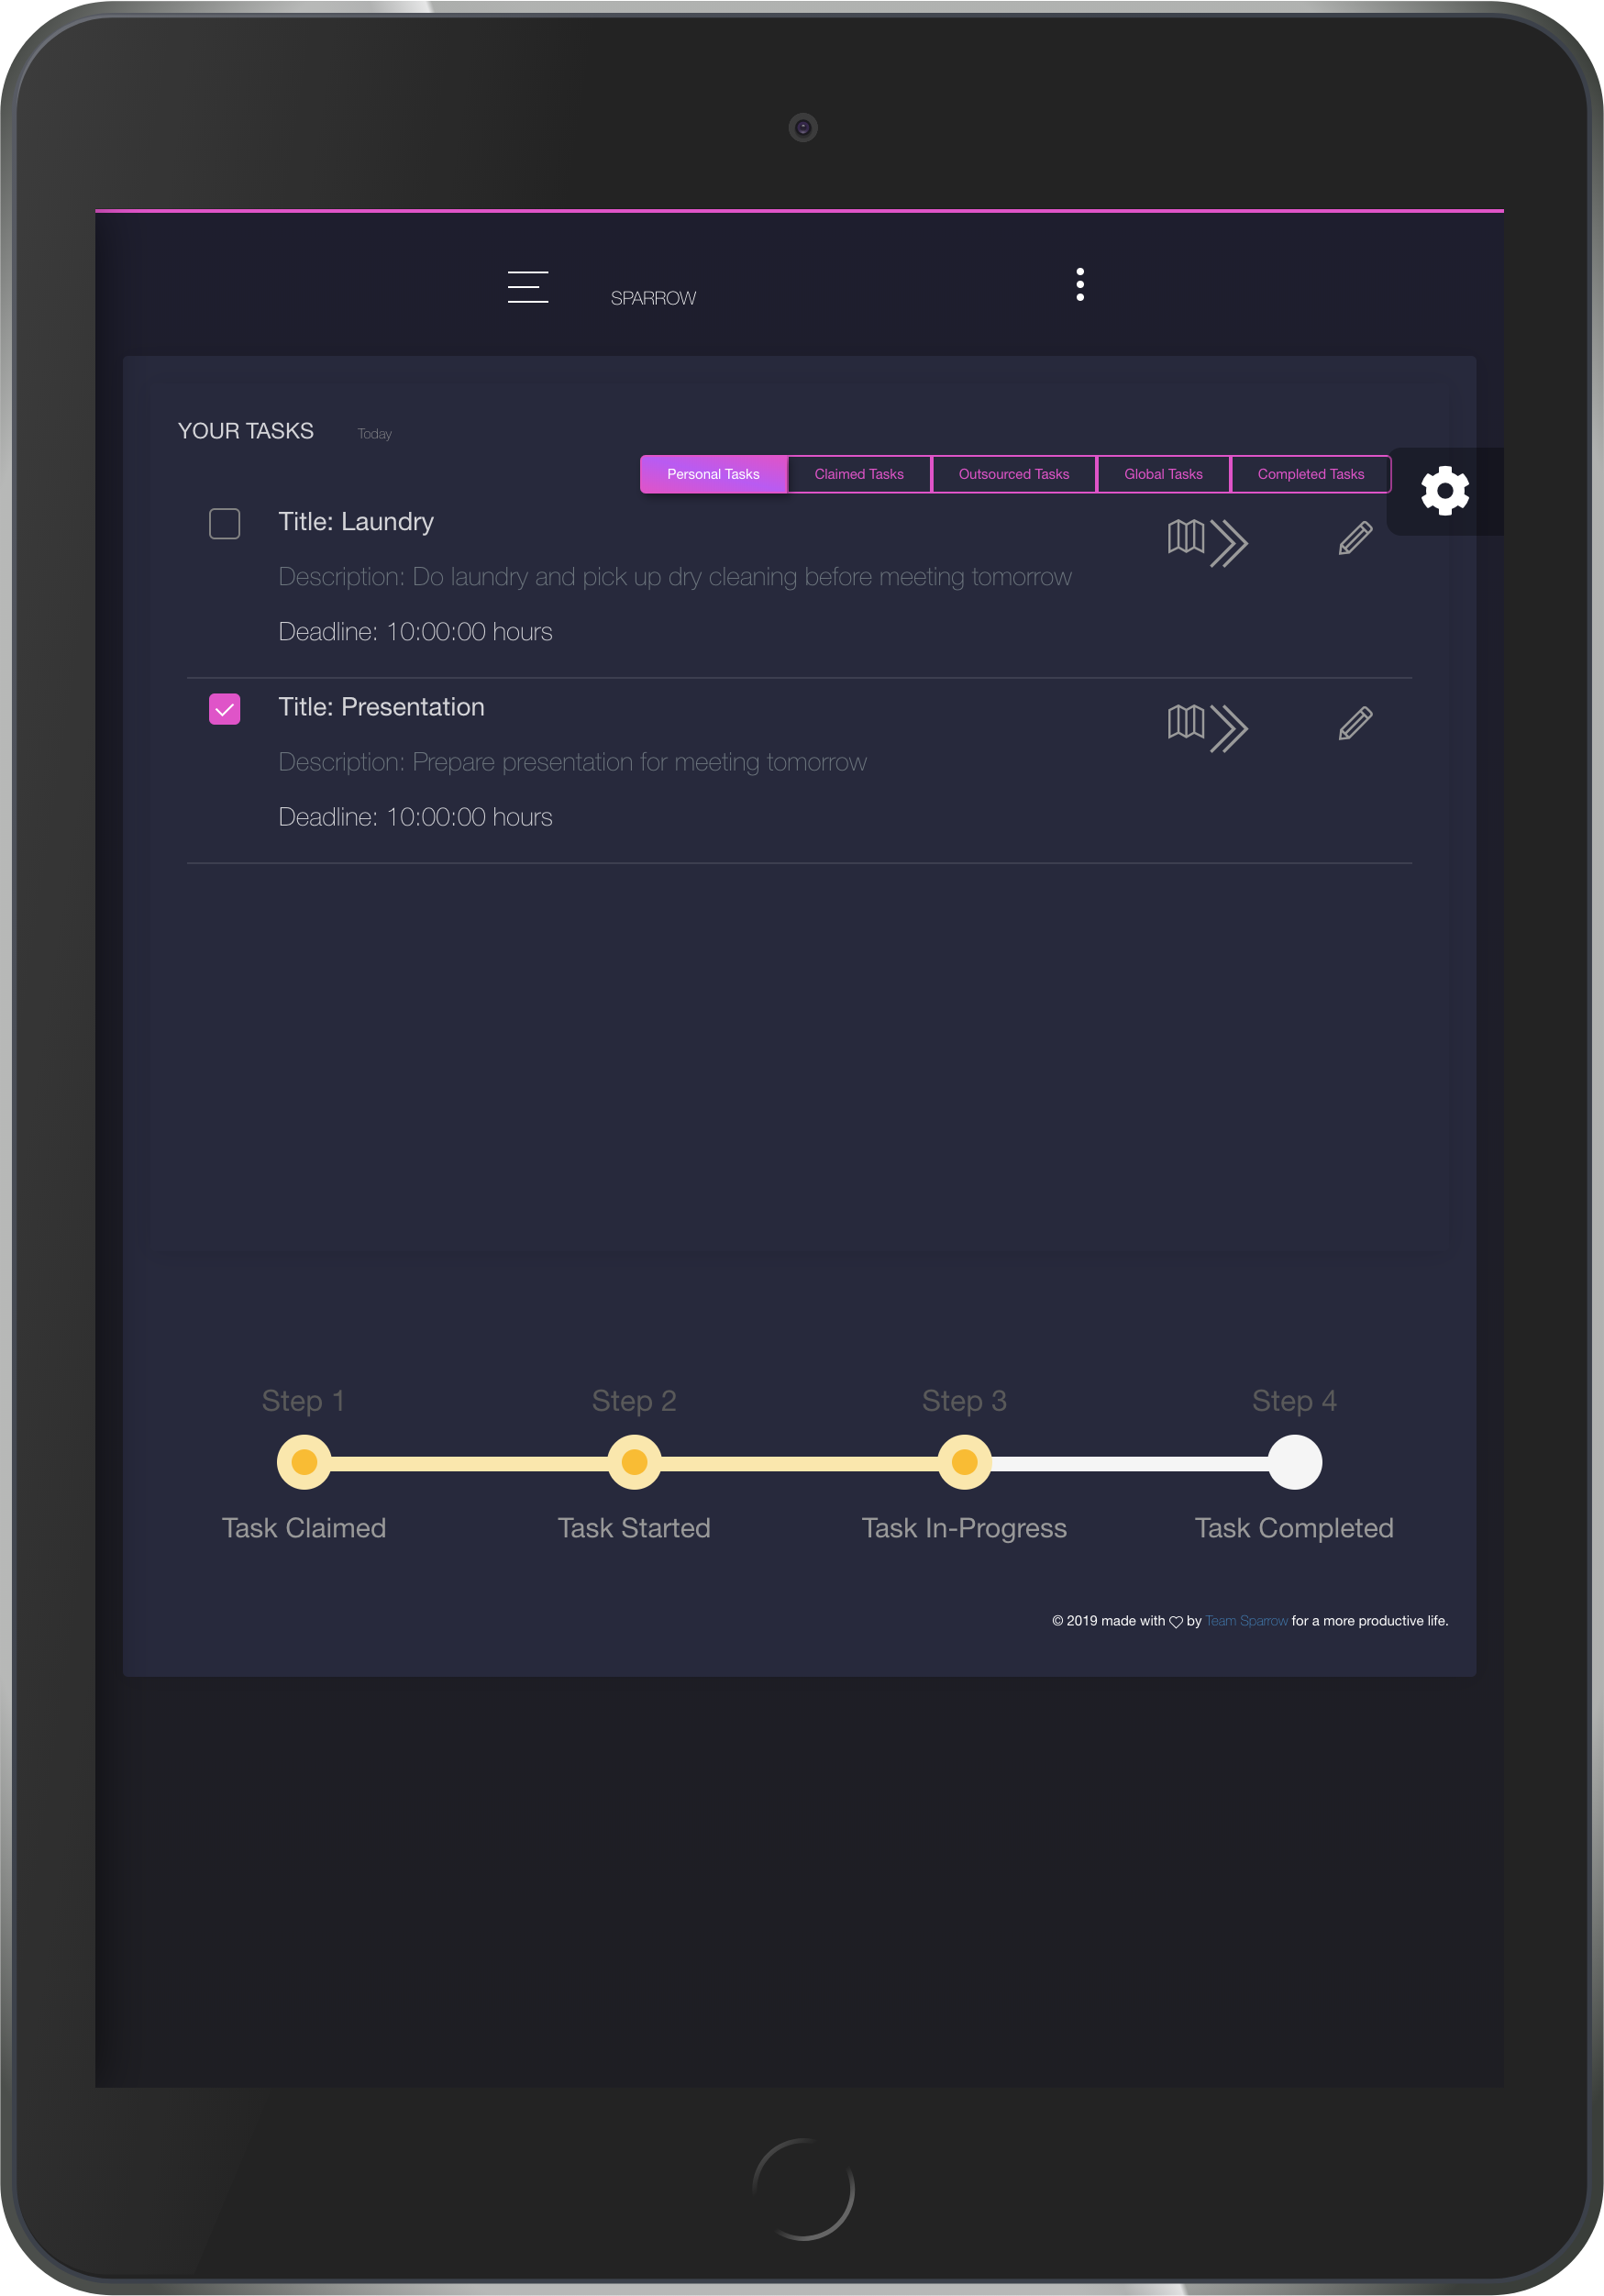 SPARROW
YOUR TASKS Today
Personal Tasks Claimed Tasks Outsourced Tasks Global Tasks Completed Tasks
Title: Laundry
Description: Do laundry and pick up dry cleaning before meeting tomorrow
Deadline: 10:00:00 hours
Title: Presentation
Description: Prepare presentation for meeting tomorrow
Deadline: 10:00:00 hours
Step 1 Step 2 Step 3 Step 4
Task Claimed Task Started Task In-Progress Task Completed
© 2019 made with ♡ by Team Sparrow for a more productive life.